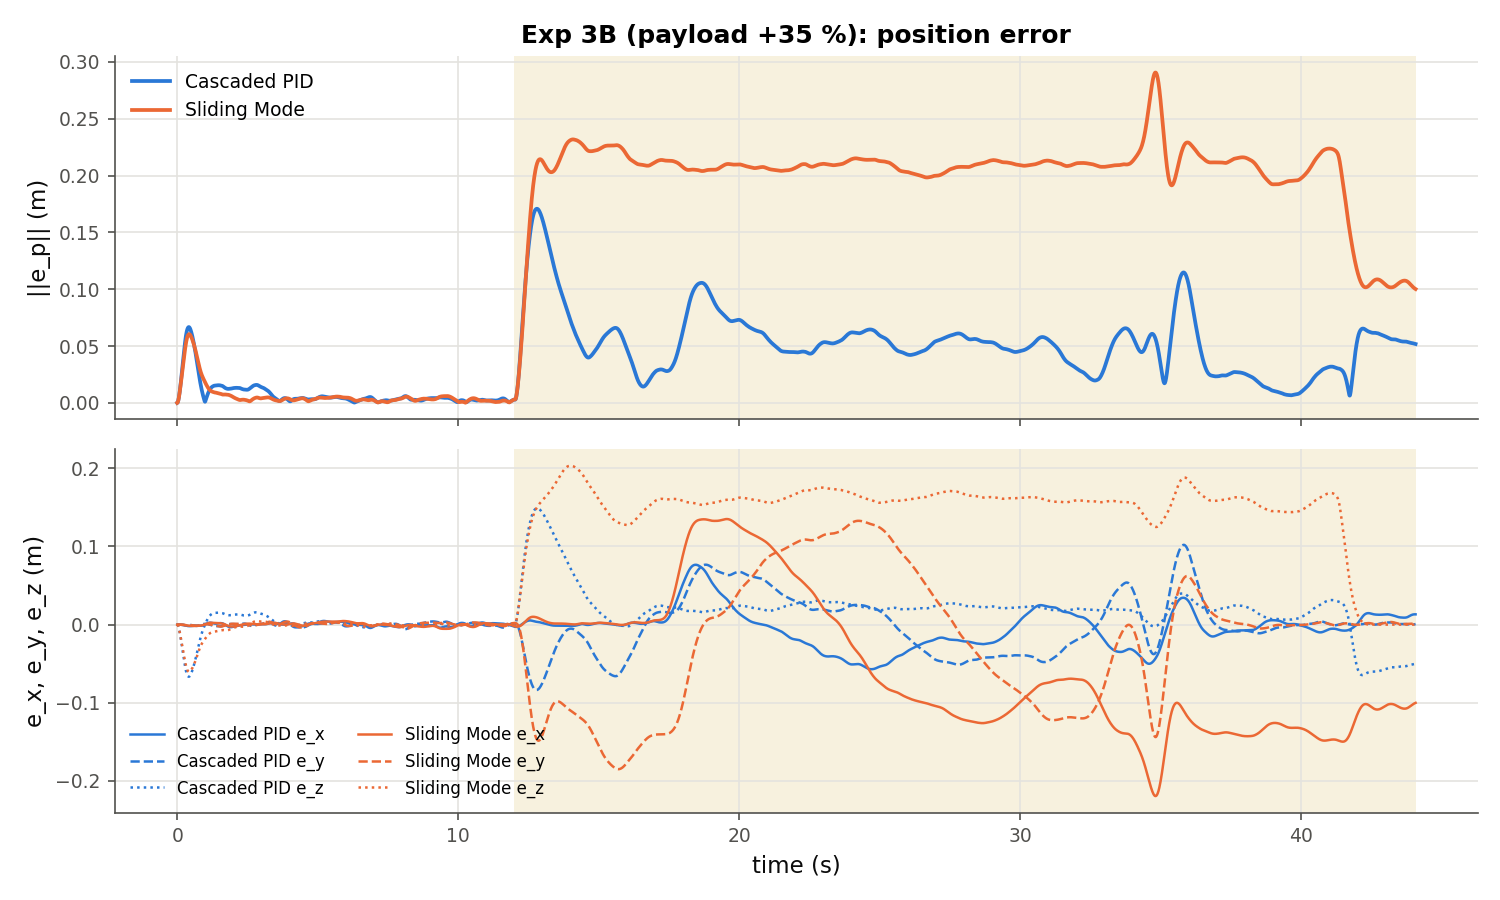 Exp 3B (payload +35 %): position error
||e_p|| (m)
0.30
0.25
0.20
0.15
0.10
0.05
0.00
Cascaded PID
Sliding Mode
e_x, e_y, e_z (m)
0.2
0.1
0.0
−0.1
−0.2
Cascaded PID e_x
Cascaded PID e_y
Cascaded PID e_z
Sliding Mode e_x
Sliding Mode e_y
Sliding Mode e_z
0 10 20 30 40
time (s)